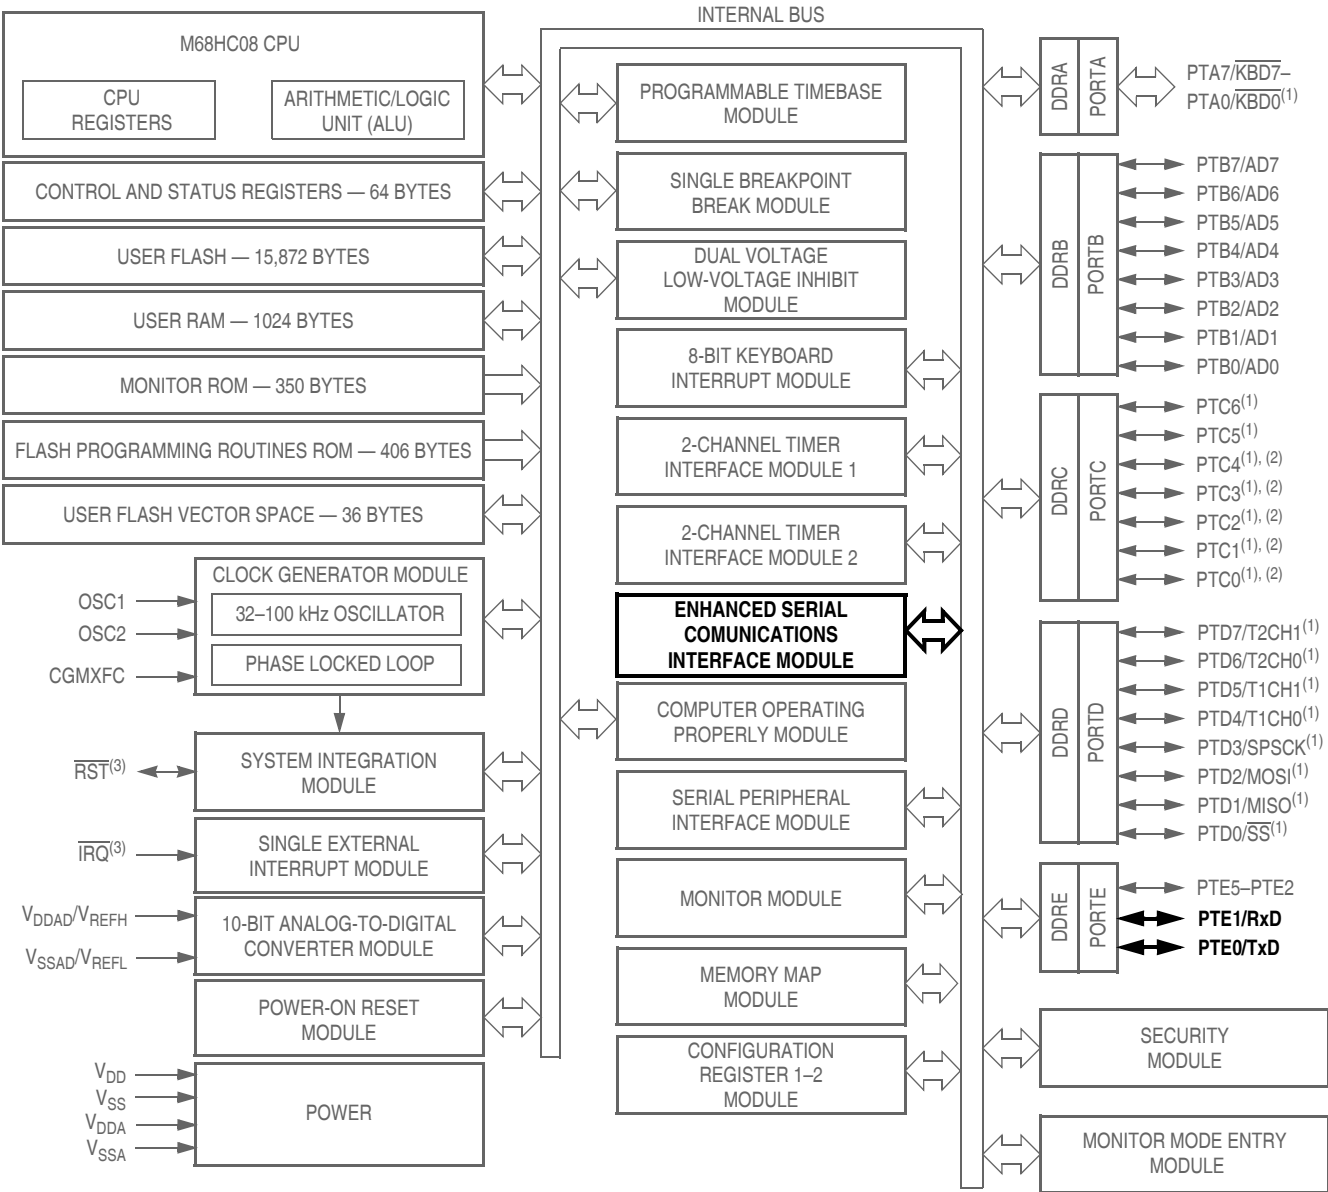 INTERNAL BUS
M68HC08 CPU
CPU
REGISTERS
ARITHMETIC/LOGIC
UNIT (ALU)
CONTROL AND STATUS REGISTERS — 64 BYTES
USER FLASH — 15,872 BYTES
USER RAM — 1024 BYTES
MONITOR ROM — 350 BYTES
FLASH PROGRAMMING ROUTINES ROM — 406 BYTES
USER FLASH VECTOR SPACE — 36 BYTES
CLOCK GENERATOR MODULE
32–100 kHz OSCILLATOR
PHASE LOCKED LOOP
OSC1
OSC2
CGMXFC
SYSTEM INTEGRATION
MODULE
RST(3)
SINGLE EXTERNAL
INTERRUPT MODULE
IRQ(3)
10-BIT ANALOG-TO-DIGITAL
CONVERTER MODULE
VDDAD/VREFH
VSSAD/VREFL
POWER-ON RESET
MODULE
POWER
VDD
VSS
VDDA
VSSA
PROGRAMMABLE TIMEBASE
MODULE
SINGLE BREAKPOINT
BREAK MODULE
DUAL VOLTAGE
LOW-VOLTAGE INHIBIT
MODULE
8-BIT KEYBOARD
INTERRUPT MODULE
2-CHANNEL TIMER
INTERFACE MODULE 1
2-CHANNEL TIMER
INTERFACE MODULE 2
ENHANCED SERIAL
COMUNICATIONS
INTERFACE MODULE
COMPUTER OPERATING
PROPERLY MODULE
SERIAL PERIPHERAL
INTERFACE MODULE
MONITOR MODULE
MEMORY MAP
MODULE
CONFIGURATION
REGISTER 1–2
MODULE
DDRA
PORTA
PTA7/KBD7–
PTA0/KBD0(1)
DDRB
PORTB
PTB7/AD7
PTB6/AD6
PTB5/AD5
PTB4/AD4
PTB3/AD3
PTB2/AD2
PTB1/AD1
PTB0/AD0
DDRC
PORTC
PTC6(1)
PTC5(1)
PTC4(1), (2)
PTC3(1), (2)
PTC2(1), (2)
PTC1(1), (2)
PTC0(1), (2)
DDRD
PORTD
PTD7/T2CH1(1)
PTD6/T2CH0(1)
PTD5/T1CH1(1)
PTD4/T1CH0(1)
PTD3/SPSCK(1)
PTD2/MOSI(1)
PTD1/MISO(1)
PTD0/SS(1)
DDRE
PORTE
PTE5–PTE2
PTE1/RxD
PTE0/TxD
SECURITY
MODULE
MONITOR MODE ENTRY
MODULE